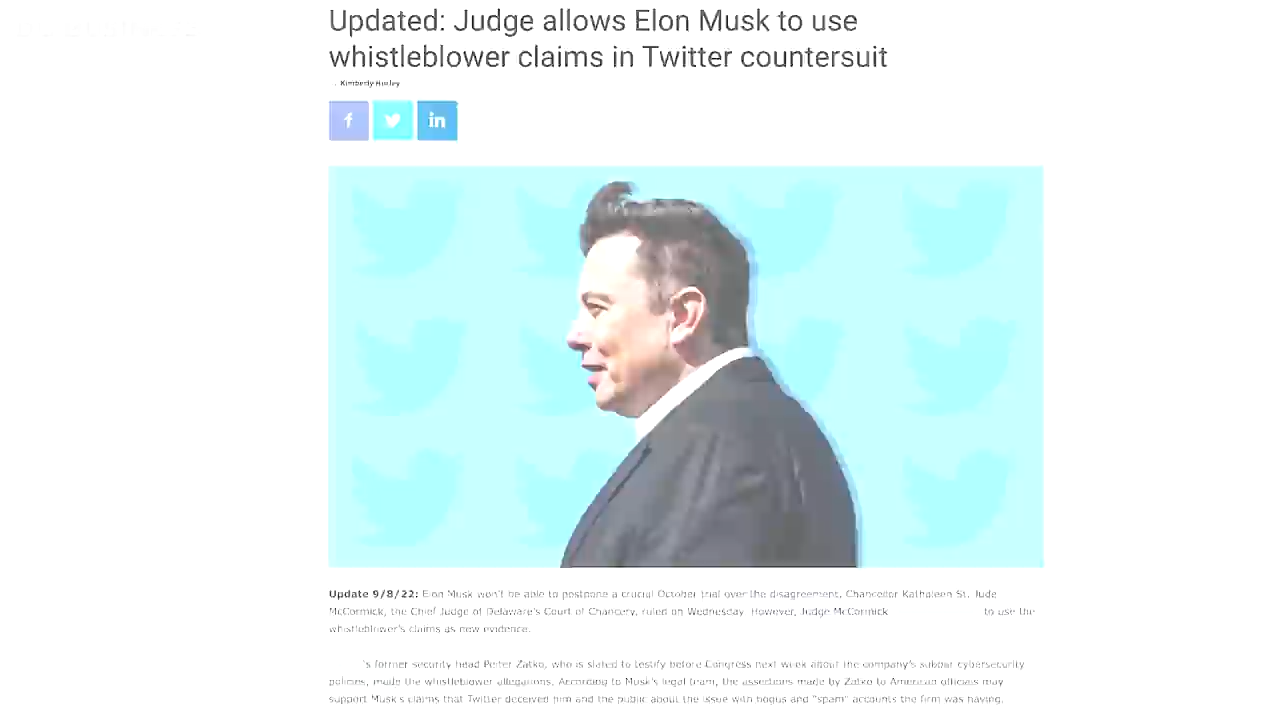 Updated: Judge allows Elon Musk to use
whistleblower claims in Twitter countersuit
Kimberly Hurley
f
in
Update 9/8/22: Elon Musk won't be able to postpone a crucial October trial over the disagreement, Chancellor Kathaleen St. Jude
McCormick, the Chief Judge of Delaware's Court of Chancery, ruled on Wednesday. However, Judge McCormick to use the
whistleblower's claims as new evidence.
's former security head Peiter Zatko, who is slated to testify before Congress next week about the company's subpar cybersecurity
policies, made the whistleblower allegations. According to Musk's legal team, the assertions made by Zatko to American officials may
support Musk's claims that Twitter deceived him and the public about the issue with bogus and "spam" accounts the firm was having.